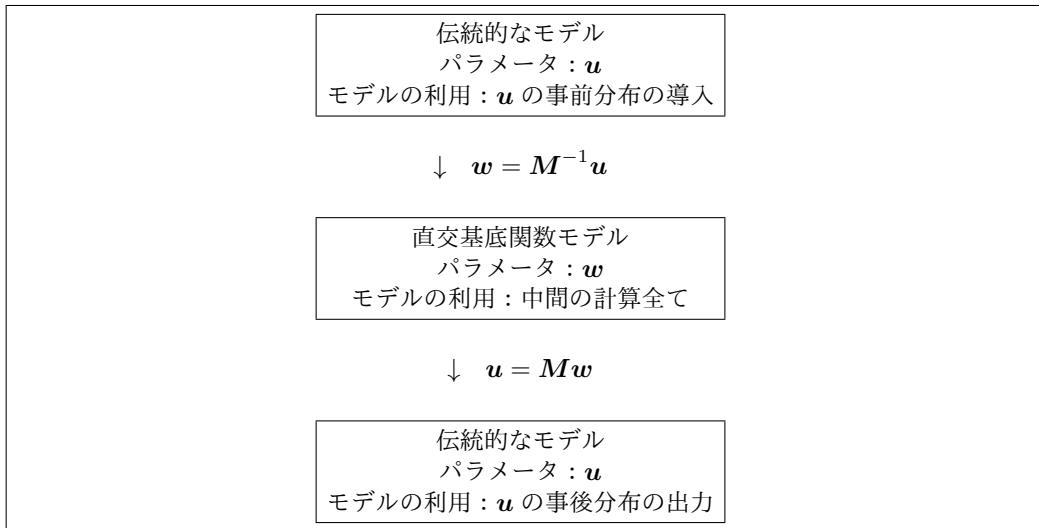 伝統的なモデル
パラメータ：u
モデルの利用：u の事前分布の導入
↓ w = M⁻¹u
直交基底関数モデル
パラメータ：w
モデルの利用：中間の計算全て
↓ u = Mw
伝統的なモデル
パラメータ：u
モデルの利用：u の事後分布の出力